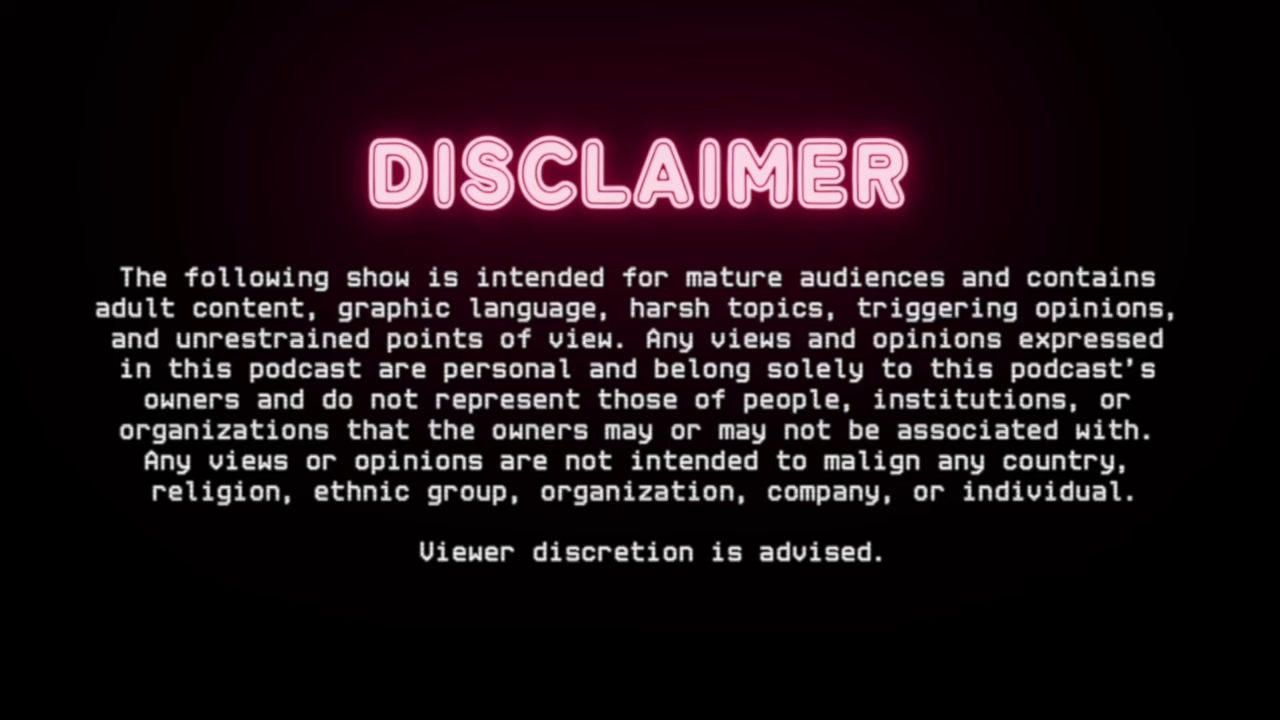 DISCLAIMER
The following show is intended for mature audiences and contains
adult content, graphic language, harsh topics, triggering opinions,
and unrestrained points of view. Any views and opinions expressed
in this podcast are personal and belong solely to this podcast's
owners and do not represent those of people, institutions, or
organizations that the owners may or may not be associated with.
Any views or opinions are not intended to malign any country,
religion, ethnic group, organization, company, or individual.
Viewer discretion is advised.